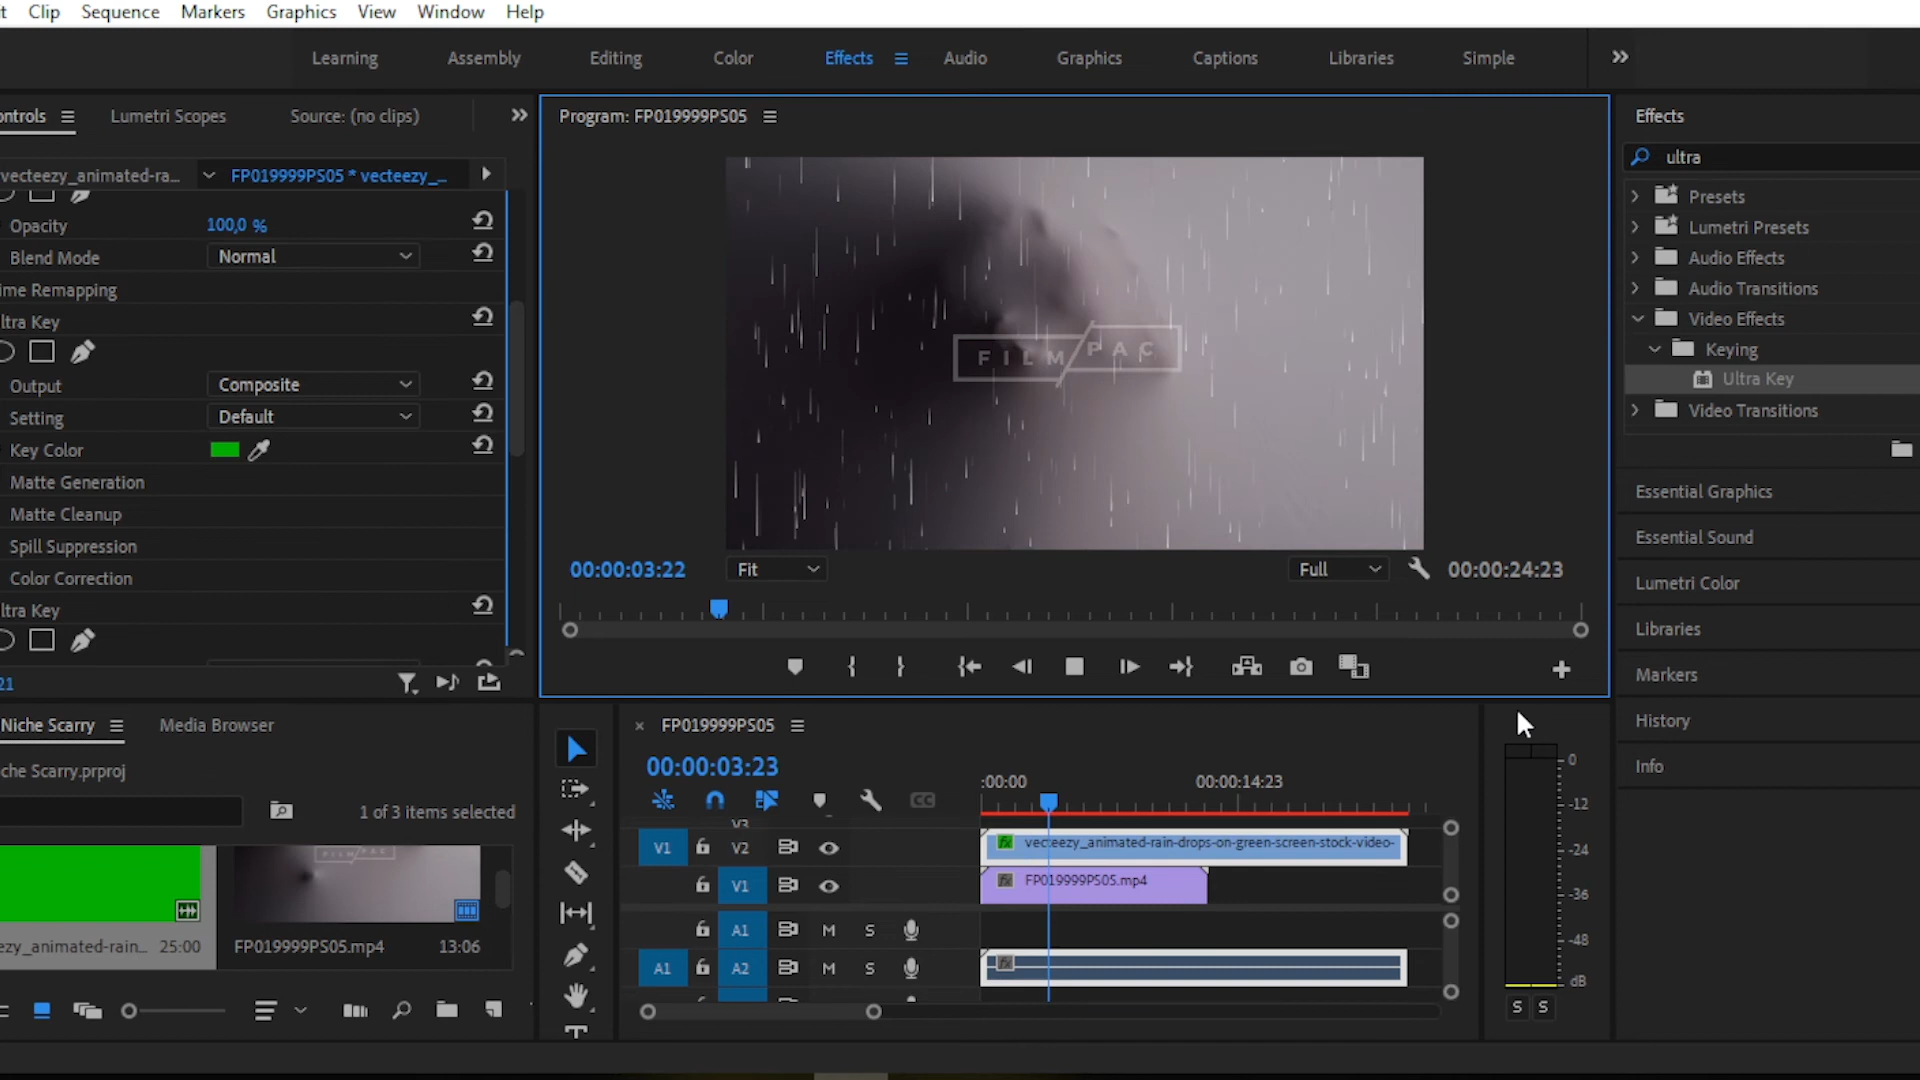 t Clip Sequence Markers Graphics View Window Help
Learning Assembly Editing Color Effects Audio Graphics Captions Libraries Simple
ontrols Lumetri Scopes Source: (no clips)
vecteezy_animated-ra... FP019999PS05 * vecteezy_...
Opacity 100,0 %
Blend Mode Normal
ime Remapping
ltra Key
Output Composite
Setting Default
Key Color
Matte Generation
Matte Cleanup
Spill Suppression
Color Correction
ltra Key
21
Program: FP019999PS05
FILMPAC
00:00:03:22 Fit Full 00:00:24:23
Effects
ultra
Presets
Lumetri Presets
Audio Effects
Audio Transitions
Video Effects
Keying
Ultra Key
Video Transitions
Essential Graphics
Essential Sound
Lumetri Color
Libraries
Markers
History
Info
Niche Scarry Media Browser
che Scarry.prproj
1 of 3 items selected
FILMPAC
ezy_animated-rain... 25:00 FP019999PS05.mp4 13:06
FP019999PS05
00:00:03:23
:00:00 00:00:14:23
V3
V1 V2 vecteezy_animated-rain-drops-on-green-screen-stock-video-
V1 FP019999PS05.mp4
A1 M S
A1 A2 M S
0
-12
-24
-36
-48
dB
S S